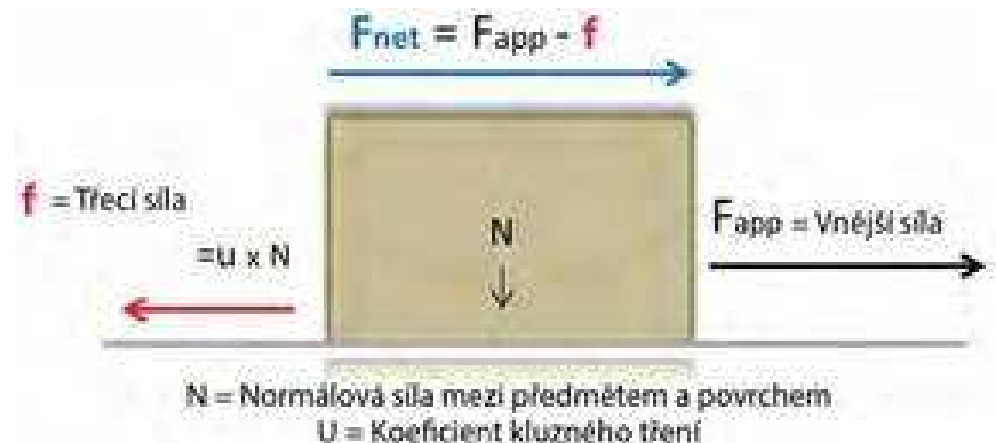 Fnet = Fapp - f
f = Třecí síla
=u x N
N
Fapp = Vnější síla
N = Normálová síla mezi předmětem a povrchem
U = Koeficient kluzného tření